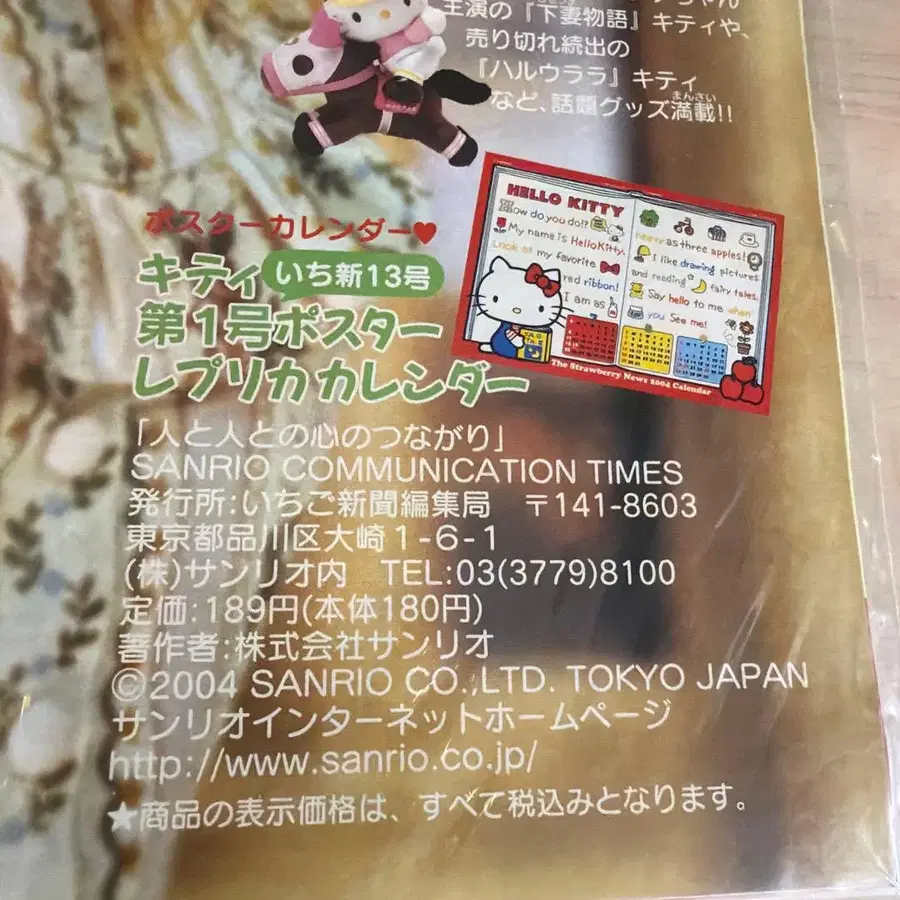 主演の『下妻物語』キティや、
売り切れ続出の
『ハルウララ』キティ
など、話題グッズ満載!!
まんさい
ポスターカレンダー♥
キティ いち新13号
第1号ポスター
レプリカカレンダー
HELLO KITTY
How do you do!?
My name is Hello Kitty.
Look at my favorite
red ribbon!
I am as
heavy as three apples!
I like drawing pictures
and reading fairy tales.
Say hello to me when
you See me!
The Strawberry News 2004 Calendar
「人と人との心のつながり」
SANRIO COMMUNICATION TIMES
発行所:いちご新聞編集局 〒141-8603
東京都品川区大崎1-6-1
(株)サンリオ内 TEL:03(3779)8100
定価:189円(本体180円)
著作者:株式会社サンリオ
©2004 SANRIO CO.,LTD. TOKYO JAPAN
サンリオインターネットホームページ
http://www.sanrio.co.jp/
★商品の表示価格は、すべて税込みとなります。